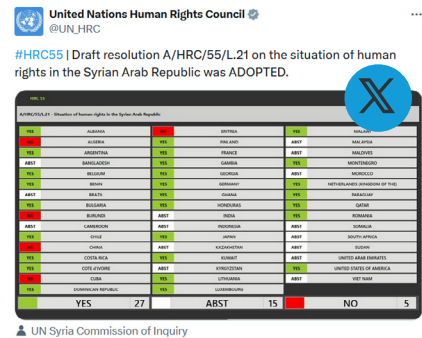 United Nations Human Rights Council
@UN_HRC
#HRC55 | Draft resolution A/HRC/55/L.21 on the situation of human
rights in the Syrian Arab Republic was ADOPTED.
HRC 55
A/HRC/55/L.21 - Situation of human rights in the Syrian Arab Republic
YES ALBANIA NO ERITREA YES MALAWI
NO ALGERIA YES FINLAND ABST MALAYSIA
YES ARGENTINA YES FRANCE ABST MALDIVES
ABST BANGLADESH YES GAMBIA YES MONTENEGRO
YES BELGIUM YES GEORGIA ABST MOROCCO
YES BENIN YES GERMANY YES NETHERLANDS (KINGDOM OF THE)
ABST BRAZIL YES GHANA YES PARAGUAY
YES BULGARIA YES HONDURAS YES QATAR
NO BURUNDI ABST INDIA YES ROMANIA
ABST CAMEROON ABST INDONESIA ABST SOMALIA
YES CHILE YES JAPAN ABST SOUTH AFRICA
NO CHINA ABST KAZAKHSTAN ABST SUDAN
YES COSTA RICA YES KUWAIT ABST UNITED ARAB EMIRATES
YES COTE d'IVOIRE ABST KYRGYZSTAN YES UNITED STATES OF AMERICA
NO CUBA YES LITHUANIA ABST VIET NAM
YES DOMINICAN REPUBLIC YES LUXEMBOURG
YES 27 ABST 15 NO 5
UN Syria Commission of Inquiry